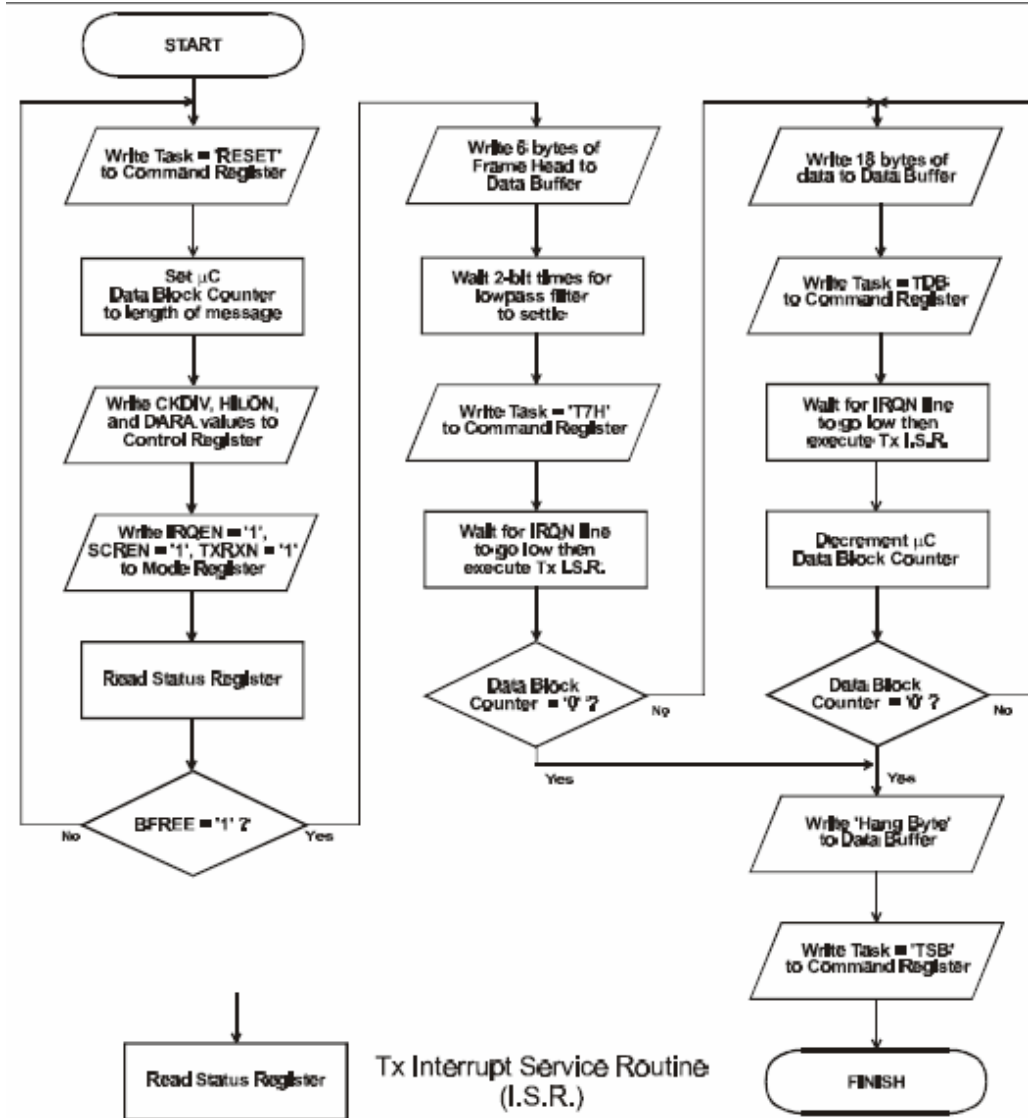 START
Write Task = 'RESET'
to Command Register
Set µC
Data Block Counter
to length of message
Write CKDIV, HILON,
and DARA values to
Control Register
Write IRQEN = '1',
SCREN = '1', TXRXN = '1'
to Mode Register
Read Status Register
BFREE = '1' ?
No
Yes
Write 6 bytes of
Frame Head to
Data Buffer
Wait 2-bit times for
lowpass filter
to settle
Write Task = 'T7H'
to Command Register
Wait for IRQN line
to go low then
execute Tx I.S.R.
Data Block
Counter = '0' ?
No
Yes
Write 18 bytes of
data to Data Buffer
Write Task = 'TDB'
to Command Register
Wait for IRQN line
to go low then
execute Tx I.S.R.
Decrement µC
Data Block Counter
Data Block
Counter = '0' ?
No
Yes
Write 'Hang Byte'
to Data Buffer
Write Task = 'TSB'
to Command Register
FINISH
Read Status Register
Tx Interrupt Service Routine
(I.S.R.)